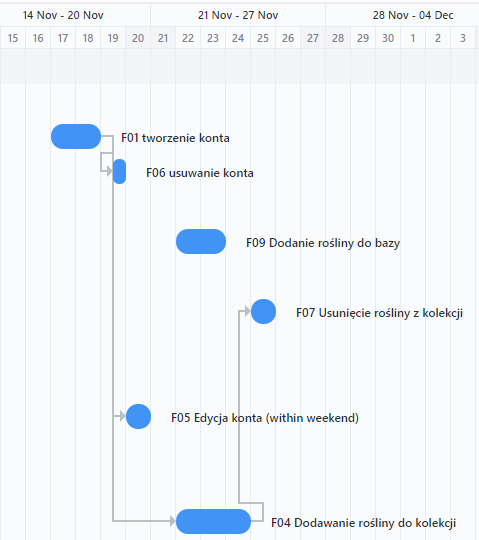 14 Nov - 20 Nov 21 Nov - 27 Nov 28 Nov - 04 Dec
15 16 17 18 19 20 21 22 23 24 25 26 27 28 29 30 1 2 3
F01 tworzenie konta
F06 usuwanie konta
F09 Dodanie rośliny do bazy
F07 Usunięcie rośliny z kolekcji
F05 Edycja konta (within weekend)
F04 Dodawanie rośliny do kolekcji